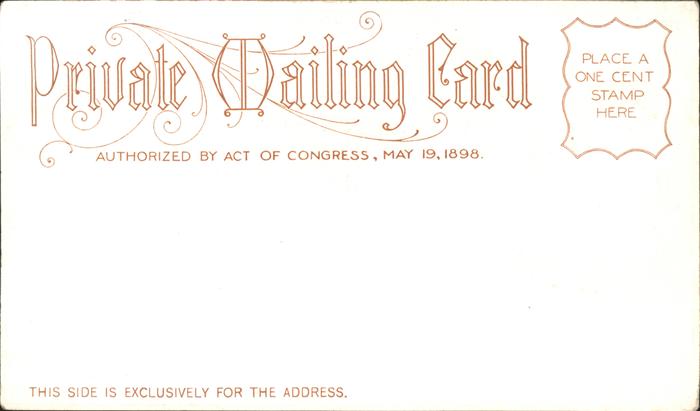 Private Mailing Card
AUTHORIZED BY ACT OF CONGRESS, MAY 19, 1898.
PLACE A
ONE CENT
STAMP
HERE
THIS SIDE IS EXCLUSIVELY FOR THE ADDRESS.